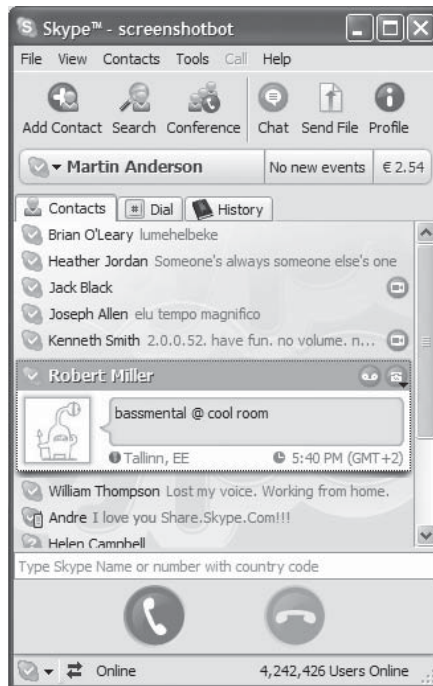 Skype™ - screenshotbot
File View Contacts Tools Call Help
Add Contact Search Conference Chat Send File Profile
Martin Anderson No new events € 2.54
Contacts # Dial History
Brian O'Leary lumehelbeke
Heather Jordan Someone's always someone else's one
Jack Black
Joseph Allen elu tempo magnifico
Kenneth Smith 2.0.0.52. have fun. no volume. n...
Robert Miller
bassmental @ cool room
Tallinn, EE 5:40 PM (GMT+2)
William Thompson Lost my voice. Working from home.
Andre I love you Share.Skype.Com!!!
Helen Campbell
Type Skype Name or number with country code
Online 4,242,426 Users Online